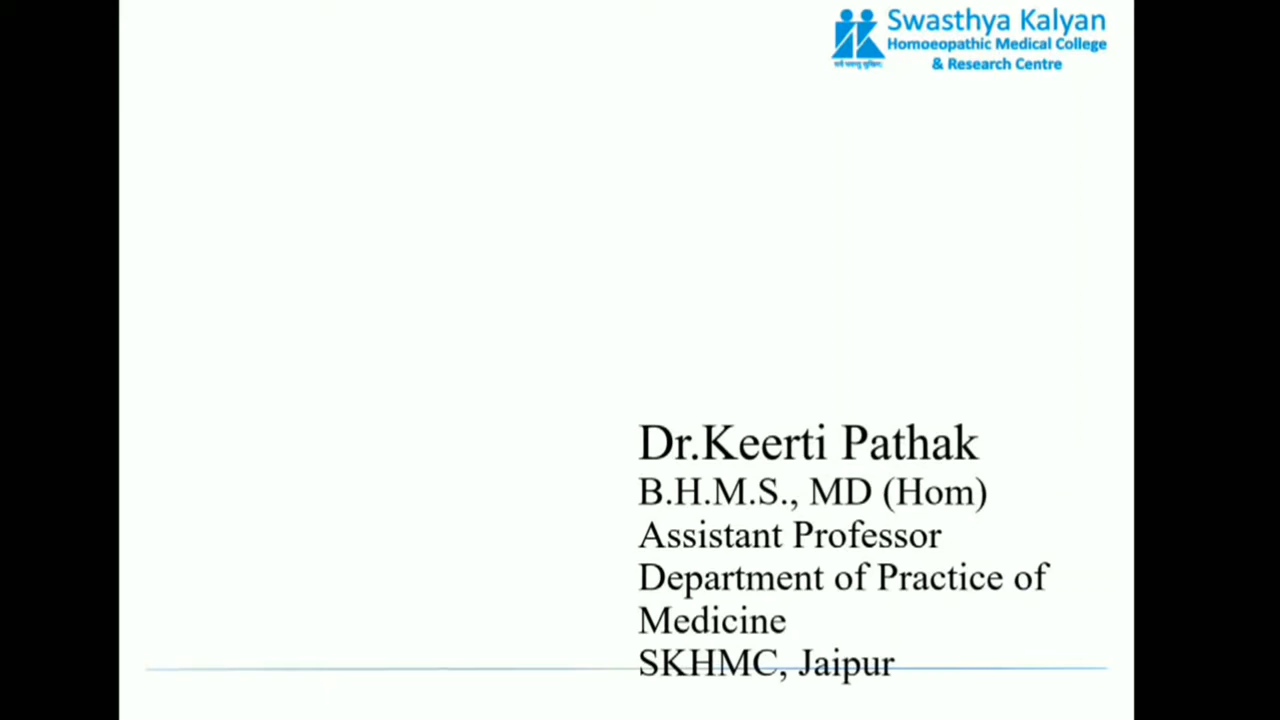 Swasthya Kalyan
Homoeopathic Medical College
& Research Centre
Dr.Keerti Pathak
B.H.M.S., MD (Hom)
Assistant Professor
Department of Practice of
Medicine
SKHMC, Jaipur